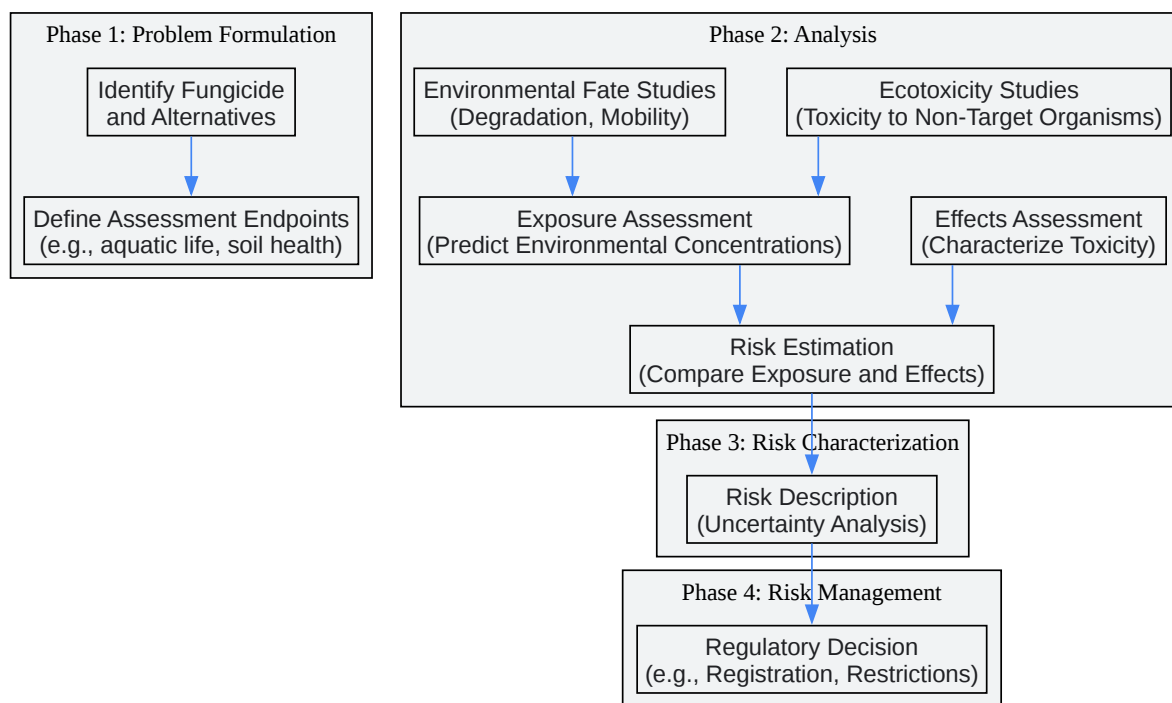 Phase 1: Problem Formulation
Identify Fungicide
and Alternatives
Define Assessment Endpoints
(e.g., aquatic life, soil health)
Phase 2: Analysis
Environmental Fate Studies
(Degradation, Mobility)
Ecotoxicity Studies
(Toxicity to Non-Target Organisms)
Exposure Assessment
(Predict Environmental Concentrations)
Effects Assessment
(Characterize Toxicity)
Risk Estimation
(Compare Exposure and Effects)
Phase 3: Risk Characterization
Risk Description
(Uncertainty Analysis)
Phase 4: Risk Management
Regulatory Decision
(e.g., Registration, Restrictions)